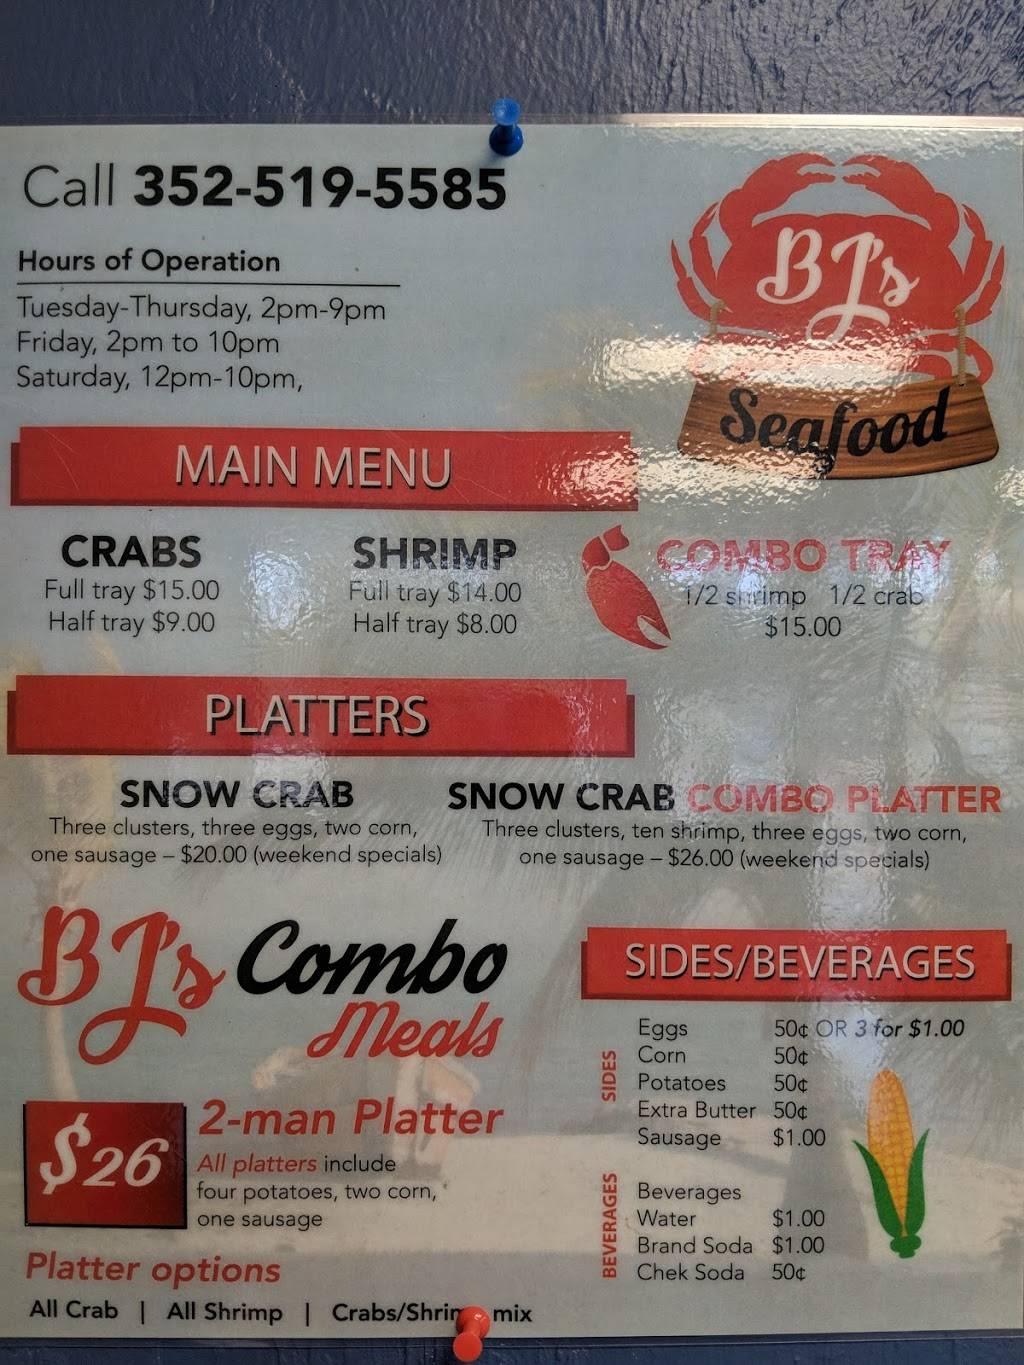 Call 352-519-5585
BJ's
Seafood
Hours of Operation
Tuesday-Thursday, 2pm-9pm
Friday, 2pm to 10pm
Saturday, 12pm-10pm,
MAIN MENU
CRABS
Full tray $15.00
Half tray $9.00
SHRIMP
Full tray $14.00
Half tray $8.00
COMBO TRAY
1/2 shrimp 1/2 crab
$15.00
PLATTERS
SNOW CRAB
Three clusters, three eggs, two corn,
one sausage – $20.00 (weekend specials)
SNOW CRAB COMBO PLATTER
Three clusters, ten shrimp, three eggs, two corn,
one sausage – $26.00 (weekend specials)
BJ's Combo
Meals
$26
2-man Platter
All platters include
four potatoes, two corn,
one sausage
Platter options
All Crab | All Shrimp | Crabs/Shrimp mix
SIDES/BEVERAGES
SIDES
Eggs 50¢ OR 3 for $1.00
Corn 50¢
Potatoes 50¢
Extra Butter 50¢
Sausage $1.00
BEVERAGES
Beverages
Water $1.00
Brand Soda $1.00
Chek Soda 50¢